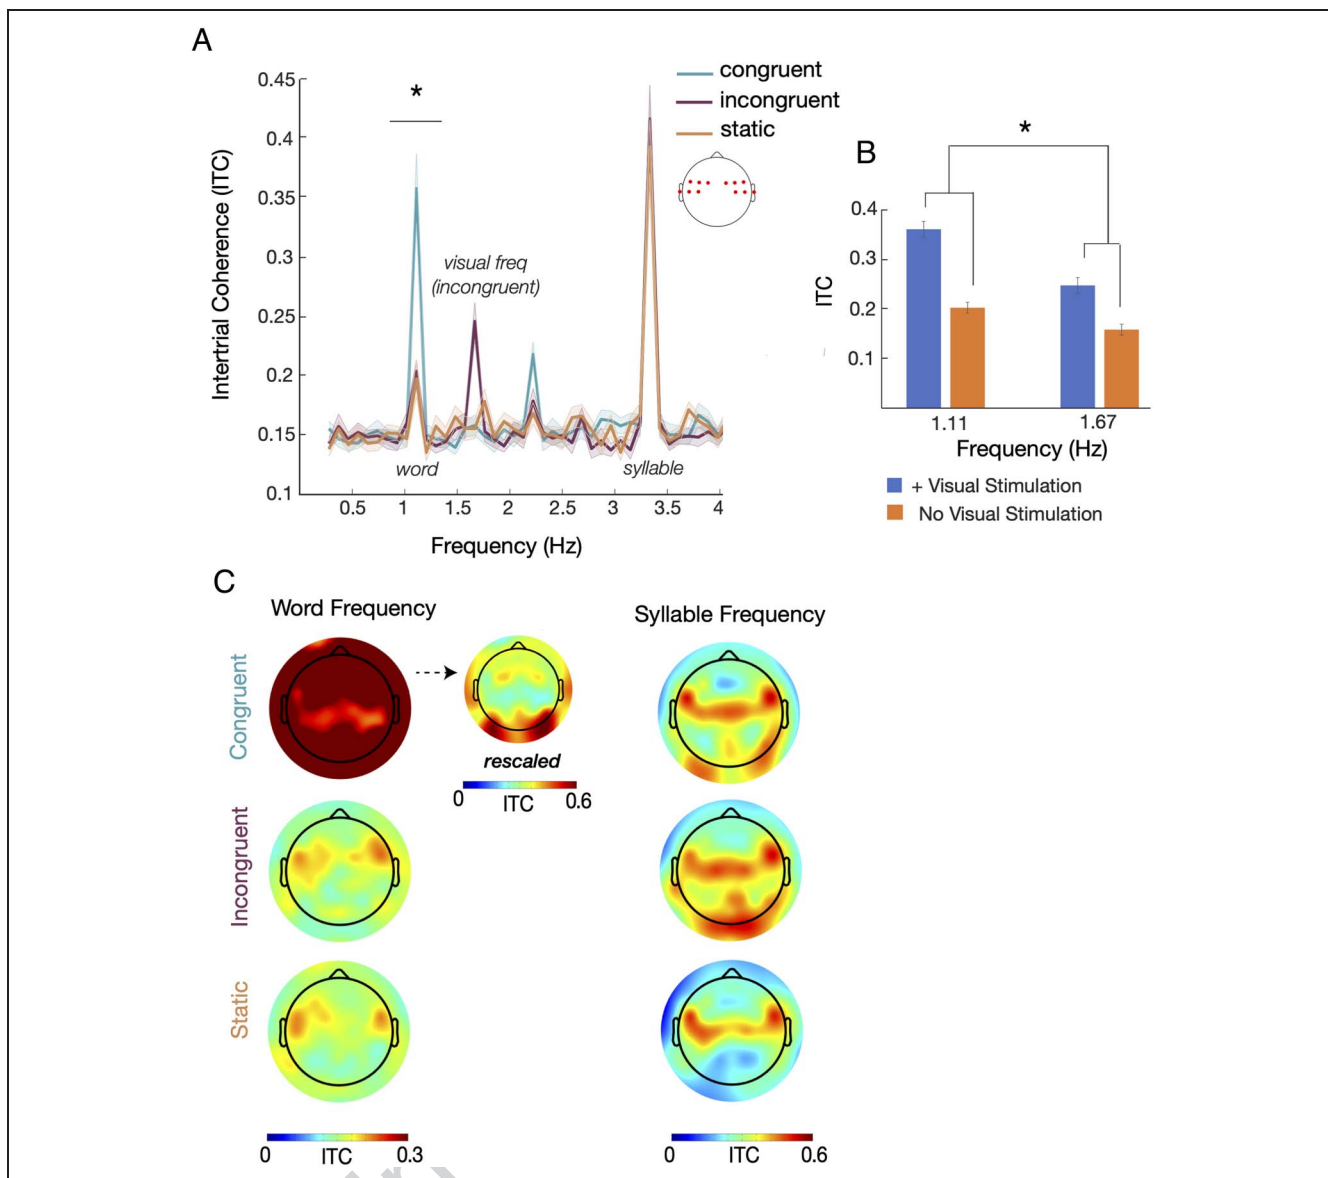 A
0.45
0.4
0.35
0.3
0.25
0.2
0.15
0.1
Intertrial Coherence (ITC)
*
congruent
incongruent
static
visual freq
(incongruent)
word
syllable
0.5
1
1.5
2
2.5
3
3.5
4
Frequency (Hz)
B
*
0.4
0.3
0.2
0.1
ITC
1.11
1.67
Frequency (Hz)
+ Visual Stimulation
No Visual Stimulation
C
Word Frequency
Syllable Frequency
Congruent
rescaled
0
ITC
0.6
Incongruent
Static
0
ITC
0.3
0
ITC
0.6